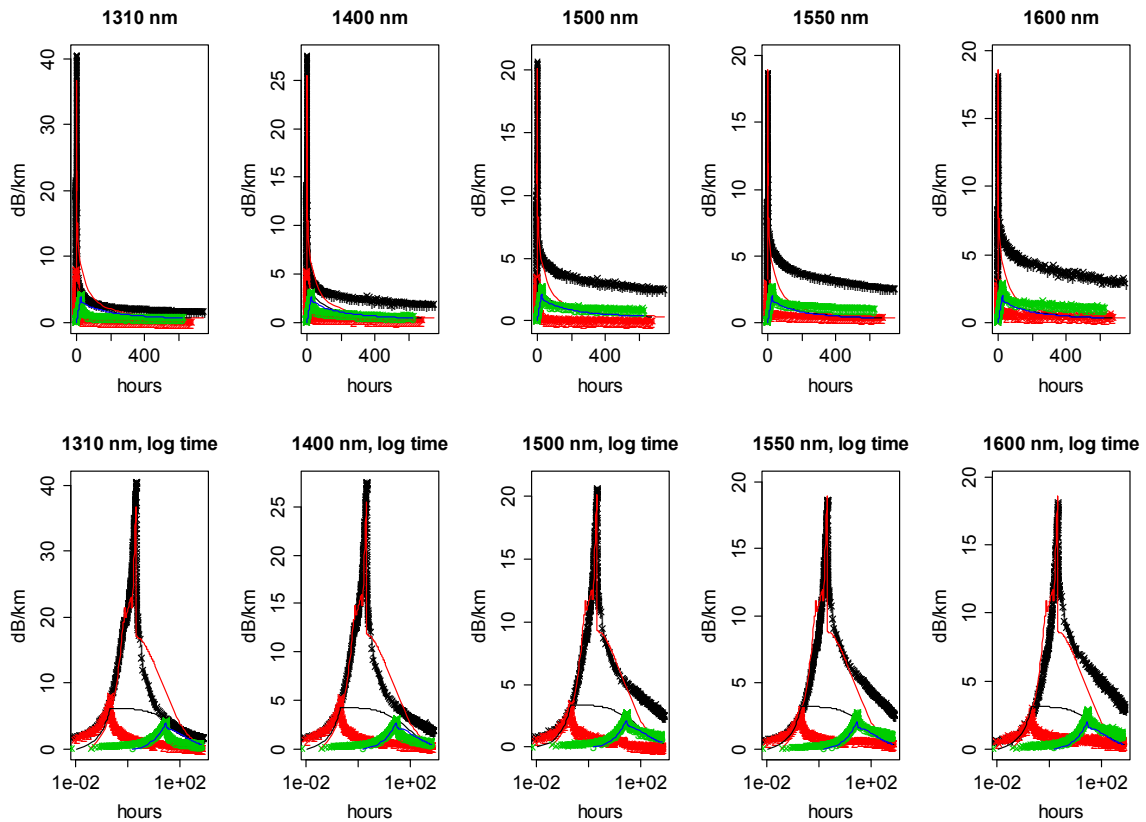 1310 nm 1400 nm 1500 nm 1550 nm 1600 nm
dB/km dB/km dB/km dB/km dB/km
40 25 20 20 20
30 20 15 15 15
20 15 10 10 10
10 10 5 5 5
0 5 0 0 0
0
0 400 0 400 0 400 0 400 0 400
hours hours hours hours hours
1310 nm, log time 1400 nm, log time 1500 nm, log time 1550 nm, log time 1600 nm, log time
dB/km dB/km dB/km dB/km dB/km
40 25 20 20 20
30 20 15 15 15
20 15 10 10 10
10 10 5 5 5
0 5 0 0 0
0
1e-02 1e+02 1e-02 1e+02 1e-02 1e+02 1e-02 1e+02 1e-02 1e+02
hours hours hours hours hours